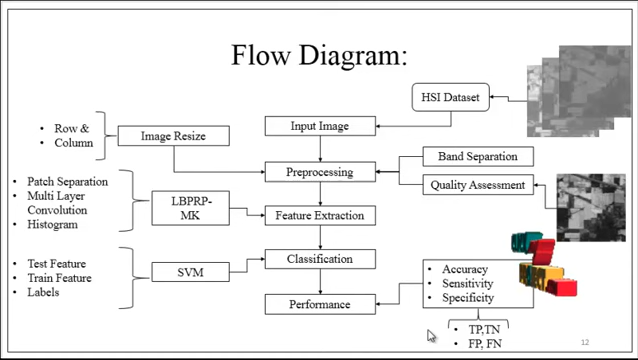 Flow Diagram:
HSI Dataset
Input Image
• Row &
• Column
Image Resize
Band Separation
Preprocessing
Quality Assessment
• Patch Separation
• Multi Layer
Convolution
• Histogram
LBPRP-
MK
Feature Extraction
Classification
• Test Feature
• Train Feature
• Labels
SVM
• Accuracy
• Sensitivity
• Specificity
Performance
• TP,TN
• FP, FN
12